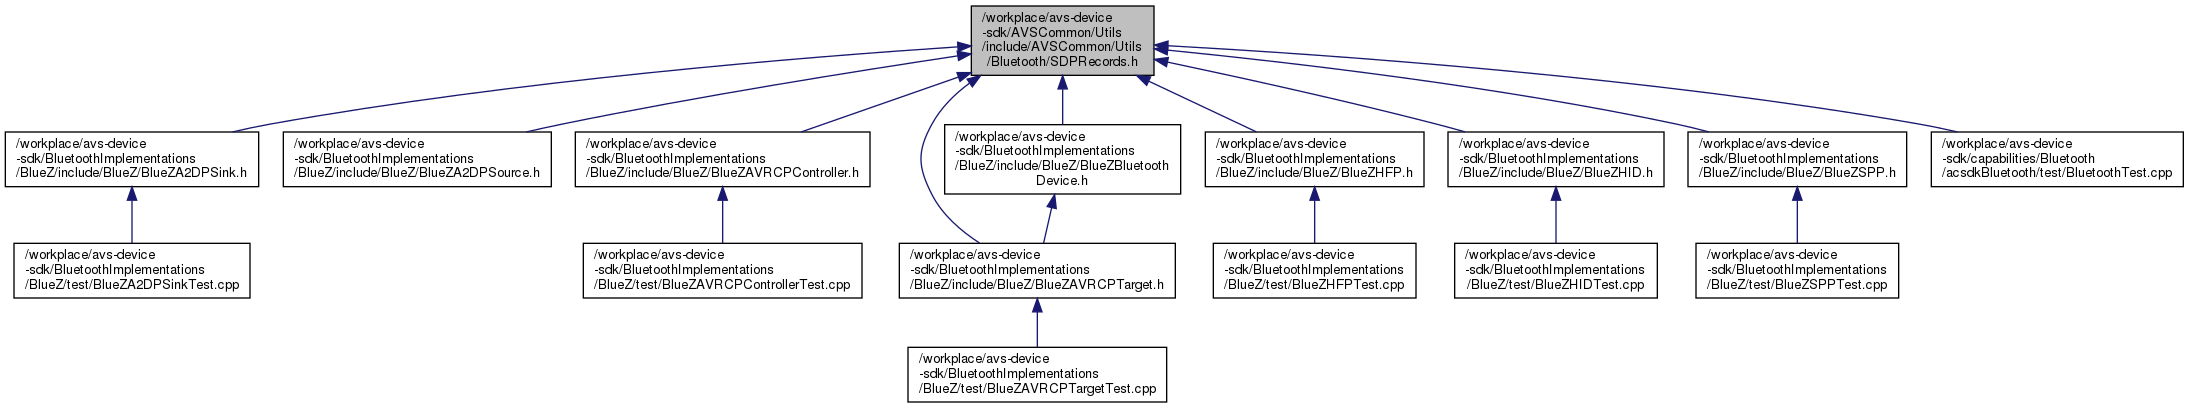 /workplace/avs-device
-sdk/AVSCommon/Utils
/include/AVSCommon/Utils
/Bluetooth/SDPRecords.h
/workplace/avs-device
-sdk/BluetoothImplementations
/BlueZ/include/BlueZ/BlueZA2DPSink.h
/workplace/avs-device
-sdk/BluetoothImplementations
/BlueZ/include/BlueZ/BlueZA2DPSource.h
/workplace/avs-device
-sdk/BluetoothImplementations
/BlueZ/include/BlueZ/BlueZAVRCPController.h
/workplace/avs-device
-sdk/BluetoothImplementations
/BlueZ/include/BlueZ/BlueZBluetooth
Device.h
/workplace/avs-device
-sdk/BluetoothImplementations
/BlueZ/include/BlueZ/BlueZHFP.h
/workplace/avs-device
-sdk/BluetoothImplementations
/BlueZ/include/BlueZ/BlueZHID.h
/workplace/avs-device
-sdk/BluetoothImplementations
/BlueZ/include/BlueZ/BlueZSPP.h
/workplace/avs-device
-sdk/capabilities/Bluetooth
/acsdkBluetooth/test/BluetoothTest.cpp
/workplace/avs-device
-sdk/BluetoothImplementations
/BlueZ/test/BlueZA2DPSinkTest.cpp
/workplace/avs-device
-sdk/BluetoothImplementations
/BlueZ/test/BlueZAVRCPControllerTest.cpp
/workplace/avs-device
-sdk/BluetoothImplementations
/BlueZ/include/BlueZ/BlueZAVRCPTarget.h
/workplace/avs-device
-sdk/BluetoothImplementations
/BlueZ/test/BlueZHFPTest.cpp
/workplace/avs-device
-sdk/BluetoothImplementations
/BlueZ/test/BlueZHIDTest.cpp
/workplace/avs-device
-sdk/BluetoothImplementations
/BlueZ/test/BlueZSPPTest.cpp
/workplace/avs-device
-sdk/BluetoothImplementations
/BlueZ/test/BlueZAVRCPTargetTest.cpp